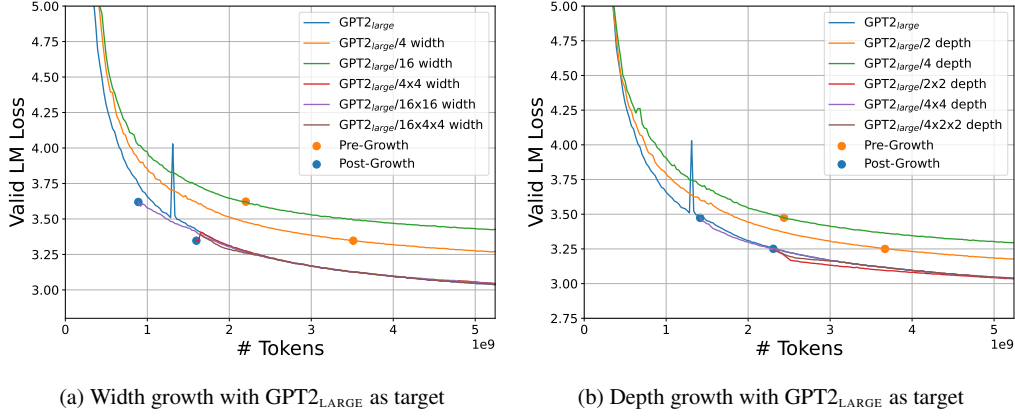 5.00
4.75
4.50
4.25
4.00
3.75
3.50
3.25
3.00
Valid LM Loss
0
1
2
3
4
5
1e9
# Tokens
GPT2large
GPT2large/4 width
GPT2large/16 width
GPT2large/4x4 width
GPT2large/16x16 width
GPT2large/16x4x4 width
Pre-Growth
Post-Growth
(a) Width growth with GPT2LARGE as target
5.00
4.75
4.50
4.25
4.00
3.75
3.50
3.25
3.00
2.75
Valid LM Loss
0
1
2
3
4
5
1e9
# Tokens
GPT2large
GPT2large/2 depth
GPT2large/4 depth
GPT2large/2x2 depth
GPT2large/4x4 depth
GPT2large/4x2x2 depth
Pre-Growth
Post-Growth
(b) Depth growth with GPT2LARGE as target